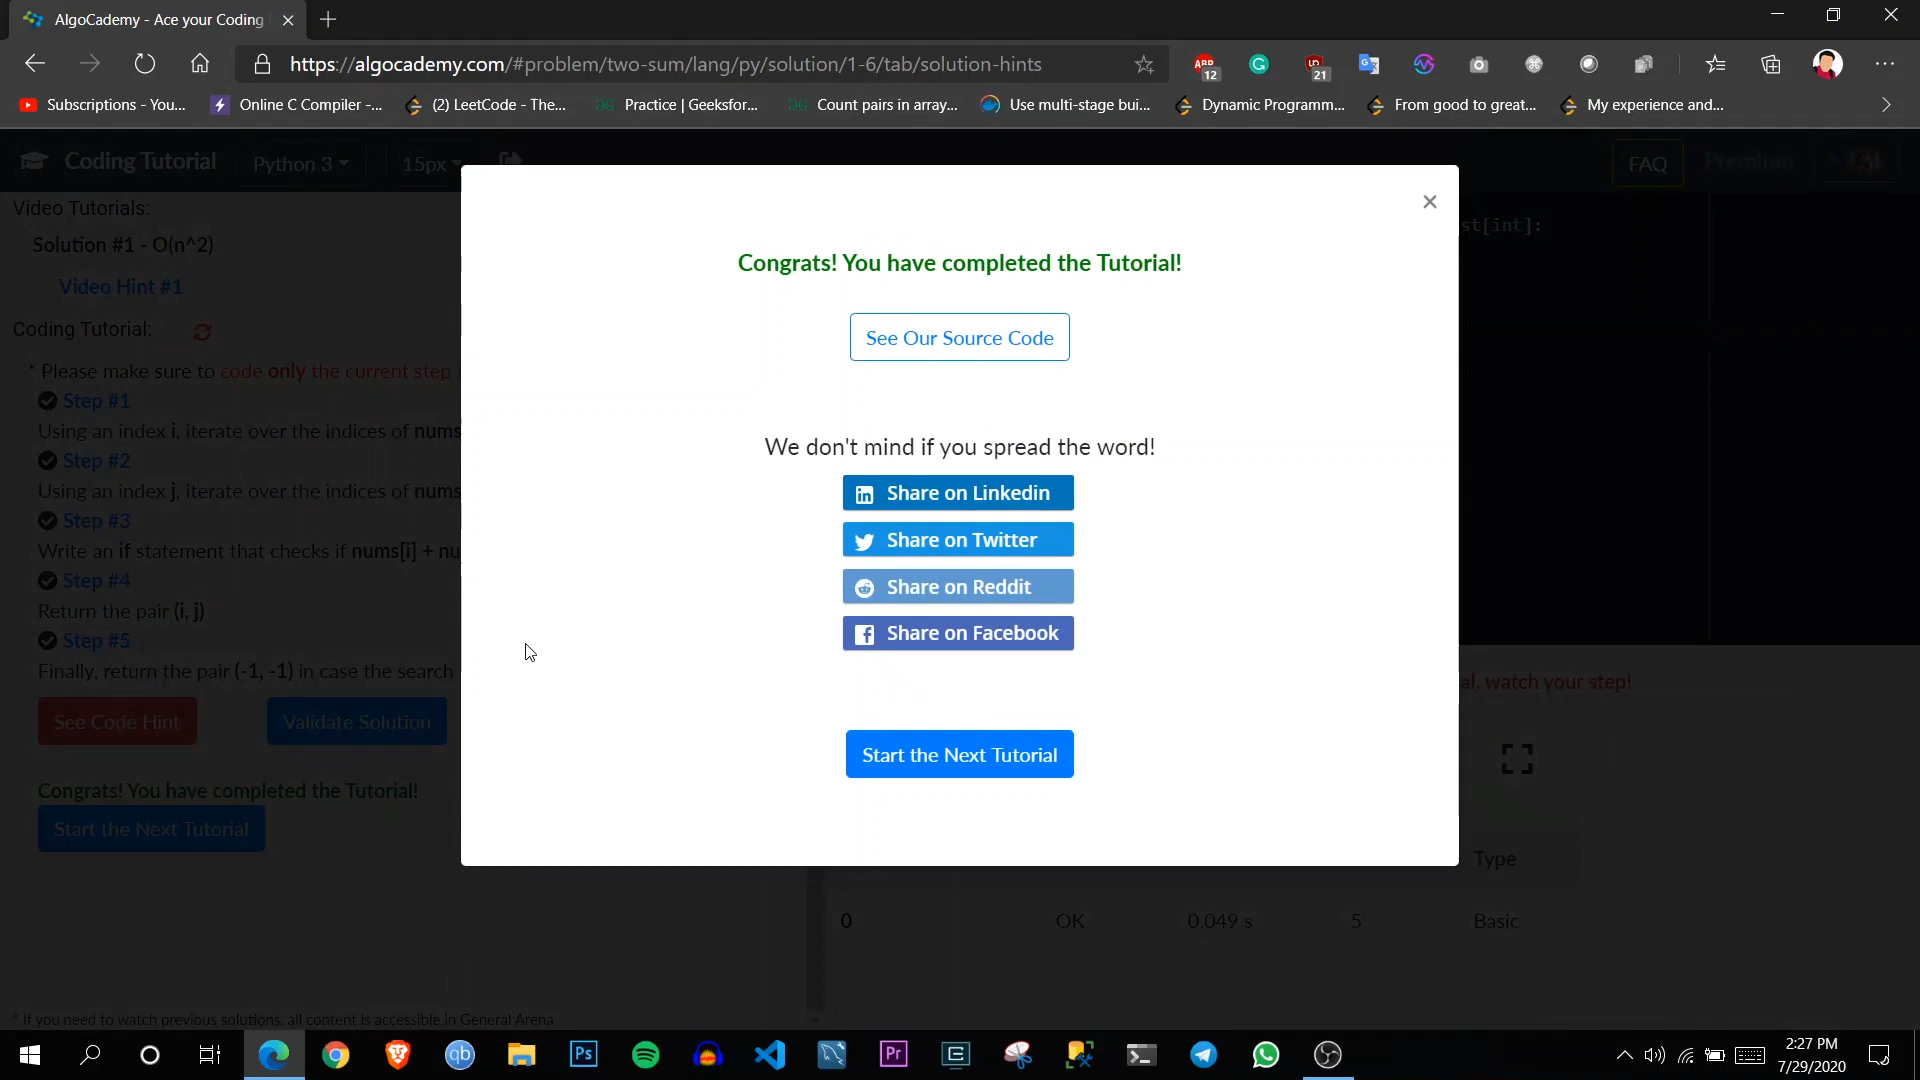 AlgoCademy - Ace your Coding
https://algocademy.com/#problem/two-sum/lang/py/solution/1-6/tab/solution-hints
ABP
12
G
21
Subscriptions - You...
Online C Compiler -...
(2) LeetCode - The...
Practice | Geeksfor...
Count pairs in array...
Use multi-stage bui...
Dynamic Programm...
From good to great...
My experience and...
Coding Tutorial
Python 3
15px
FAQ
Premium
Video Tutorials:
Solution #1 - O(n^2)
Video Hint #1
Coding Tutorial:
* Please make sure to code only the current step
Step #1
Using an index i, iterate over the indices of nums
Step #2
Using an index j, iterate over the indices of nums
Step #3
Write an if statement that checks if nums[i] + nu
Step #4
Return the pair (i, j)
Step #5
Finally, return the pair (-1, -1) in case the search
See Code Hint
Validate Solution
Congrats! You have completed the Tutorial!
Start the Next Tutorial
* If you need to watch previous solutions, all content is accessible in General Arena
Congrats! You have completed the Tutorial!
See Our Source Code
We don't mind if you spread the word!
Share on Linkedin
Share on Twitter
Share on Reddit
Share on Facebook
Start the Next Tutorial
st[int]:
al, watch your step!
Type
0 OK 0.049 s 5 Basic
qb
Ps
Pr
2:27 PM
7/29/2020